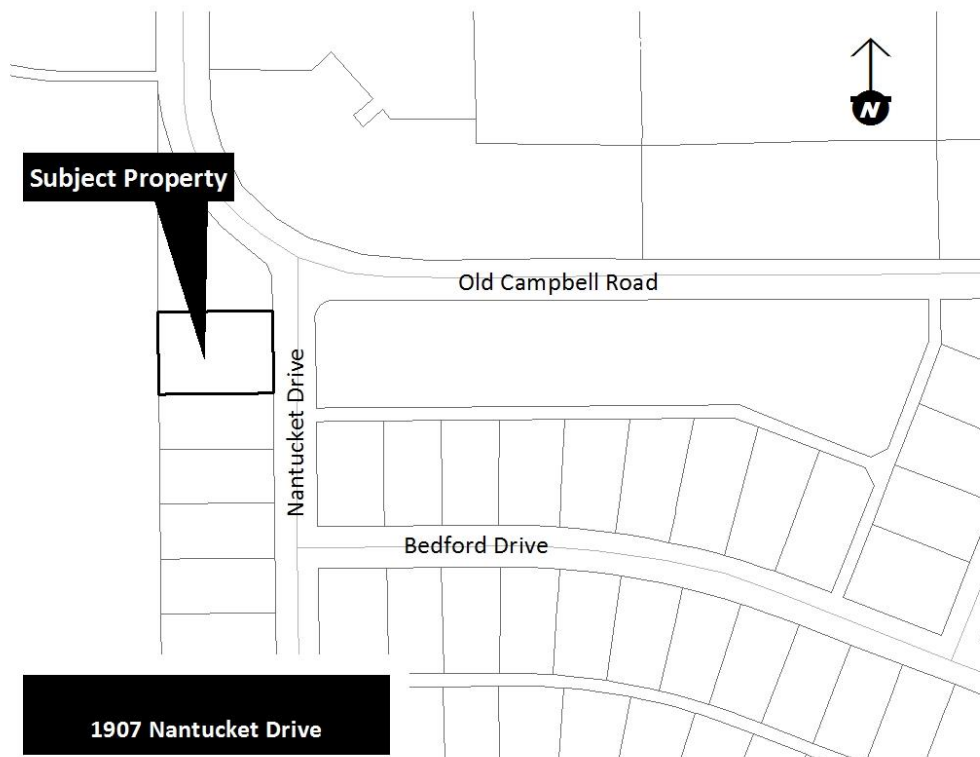 N
Subject Property
Old Campbell Road
Nantucket Drive
Bedford Drive
1907 Nantucket Drive